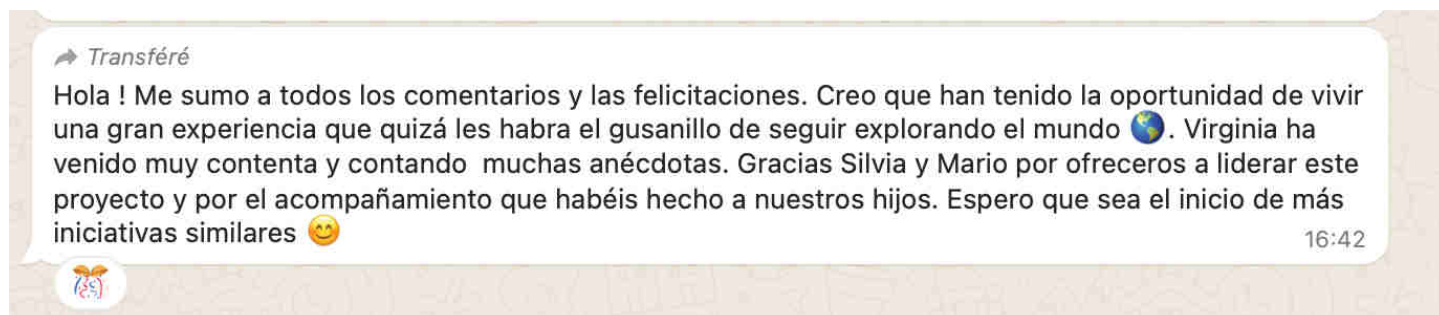 Transféré
Hola ! Me sumo a todos los comentarios y las felicitaciones. Creo que han tenido la oportunidad de vivir
una gran experiencia que quizá les habra el gusanillo de seguir explorando el mundo 🌎. Virginia ha
venido muy contenta y contando  muchas anécdotas. Gracias Silvia y Mario por ofreceros a liderar este
proyecto y por el acompañamiento que habéis hecho a nuestros hijos. Espero que sea el inicio de más
iniciativas similares 😊
16:42